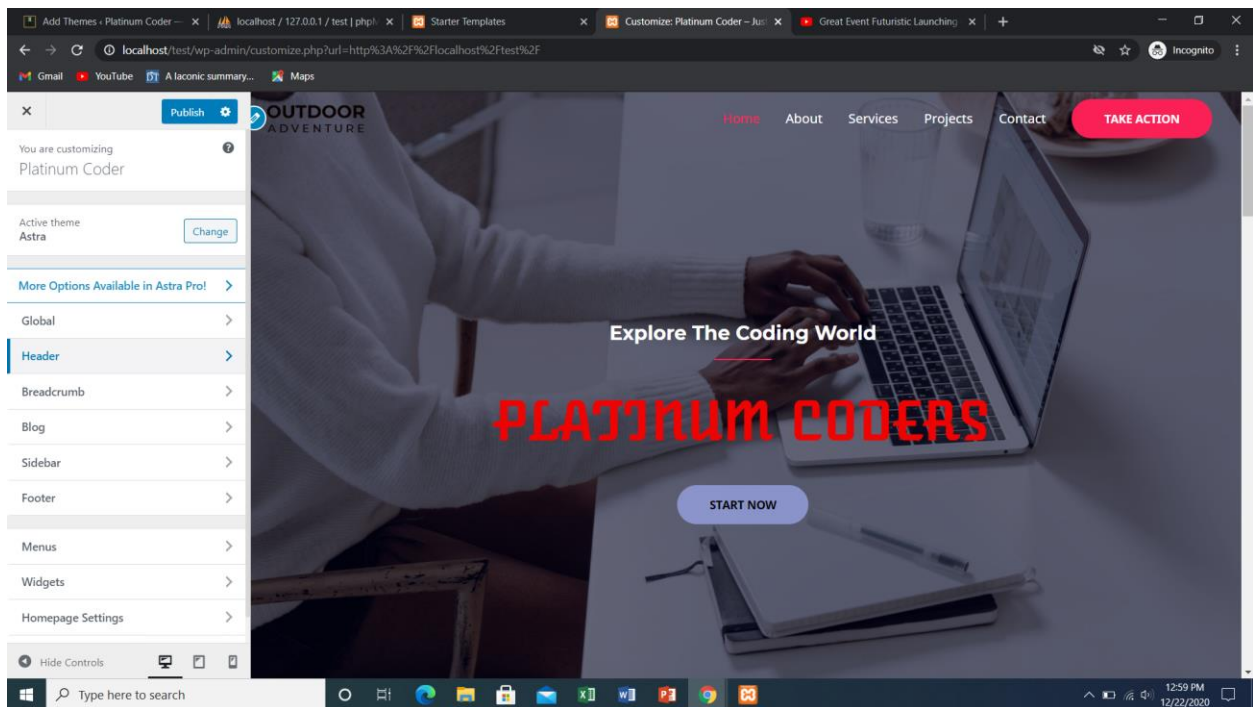 Add Themes ‹ Platinum Coder —
localhost / 127.0.0.1 / test | php
Starter Templates
Customize: Platinum Coder – Jus
Great Event Futuristic Launching
localhost/test/wp-admin/customize.php?url=http%3A%2F%2Flocalhost%2Ftest%2F
Incognito
Gmail
YouTube
A laconic summary...
Maps
Publish
You are customizing
Platinum Coder
Active theme
Astra
Change
More Options Available in Astra Pro!
Global
Header
Breadcrumb
Blog
Sidebar
Footer
Menus
Widgets
Homepage Settings
Hide Controls
OUTDOOR
ADVENTURE
Home About Services Projects Contact TAKE ACTION
Explore The Coding World
PLATINUM CODERS
START NOW
Type here to search
12:59 PM
12/22/2020